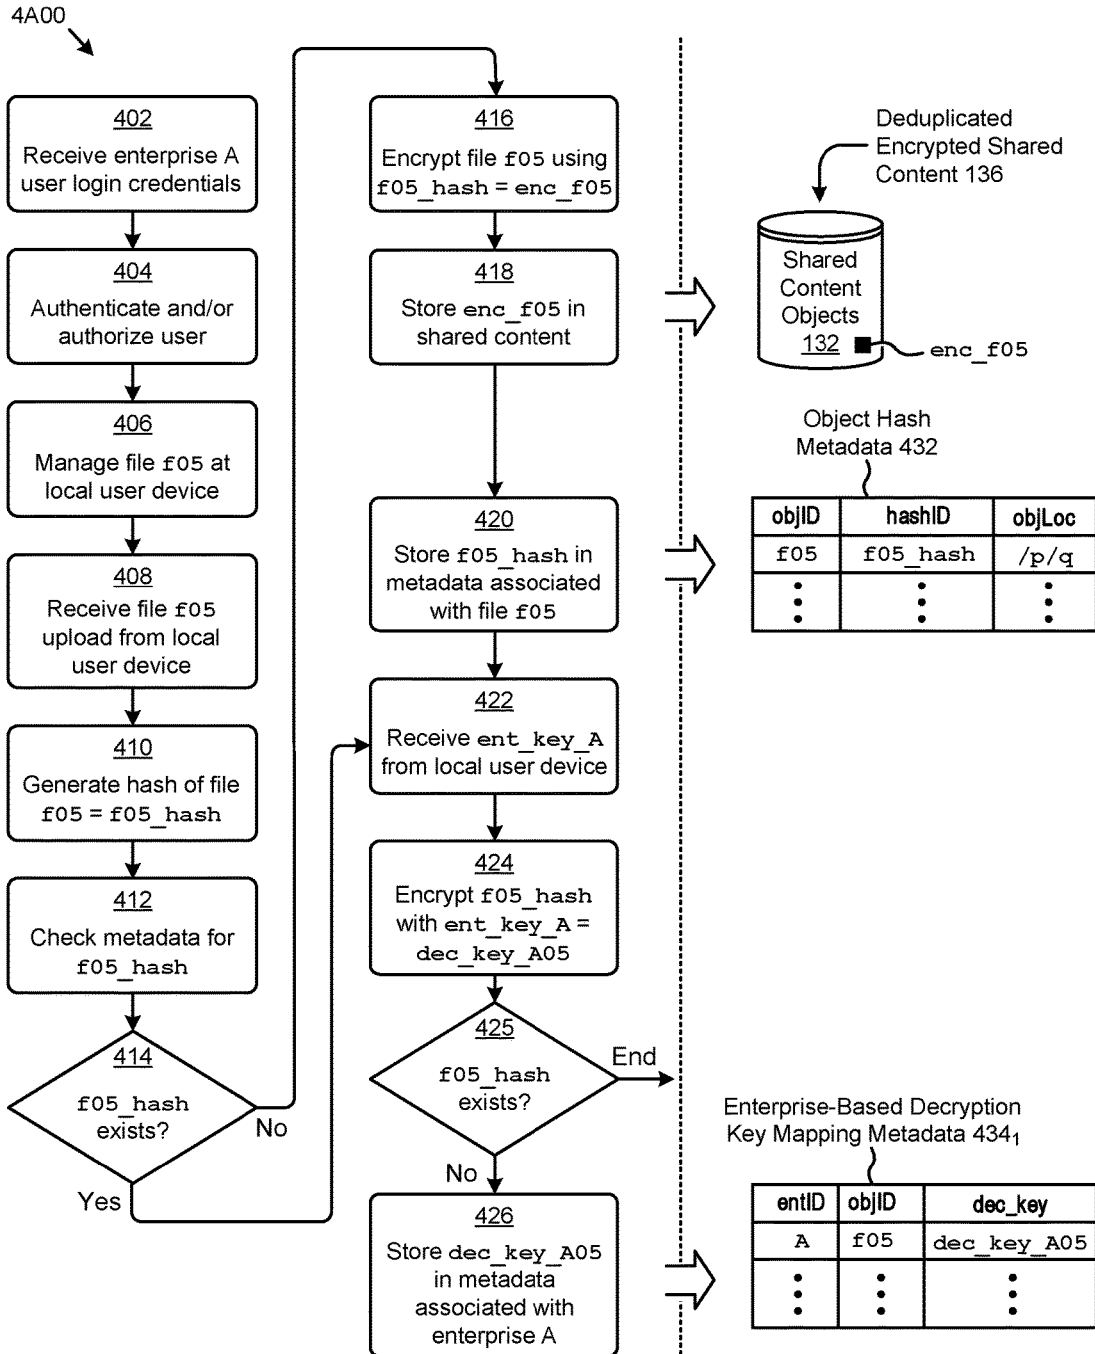 4A00
402
Receive enterprise A
user login credentials
404
Authenticate and/or
authorize user
406
Manage file f05 at
local user device
408
Receive file f05
upload from local
user device
410
Generate hash of file
f05 = f05_hash
412
Check metadata for
f05_hash
414
f05_hash
exists?
No
Yes
416
Encrypt file f05 using
f05_hash = enc_f05
418
Store enc_f05 in
shared content
420
Store f05_hash in
metadata associated
with file f05
422
Receive ent_key_A
from local user device
424
Encrypt f05_hash
with ent_key_A =
dec_key_A05
425
f05_hash
exists?
End
No
426
Store dec_key_A05
in metadata
associated with
enterprise A
Deduplicated
Encrypted Shared
Content 136
Shared
Content
Objects
132
enc_f05
Object Hash
Metadata 432
objID hashID objLoc
f05 f05_hash /p/q
Enterprise-Based Decryption
Key Mapping Metadata 434₁
entID objID dec_key
A f05 dec_key_A05